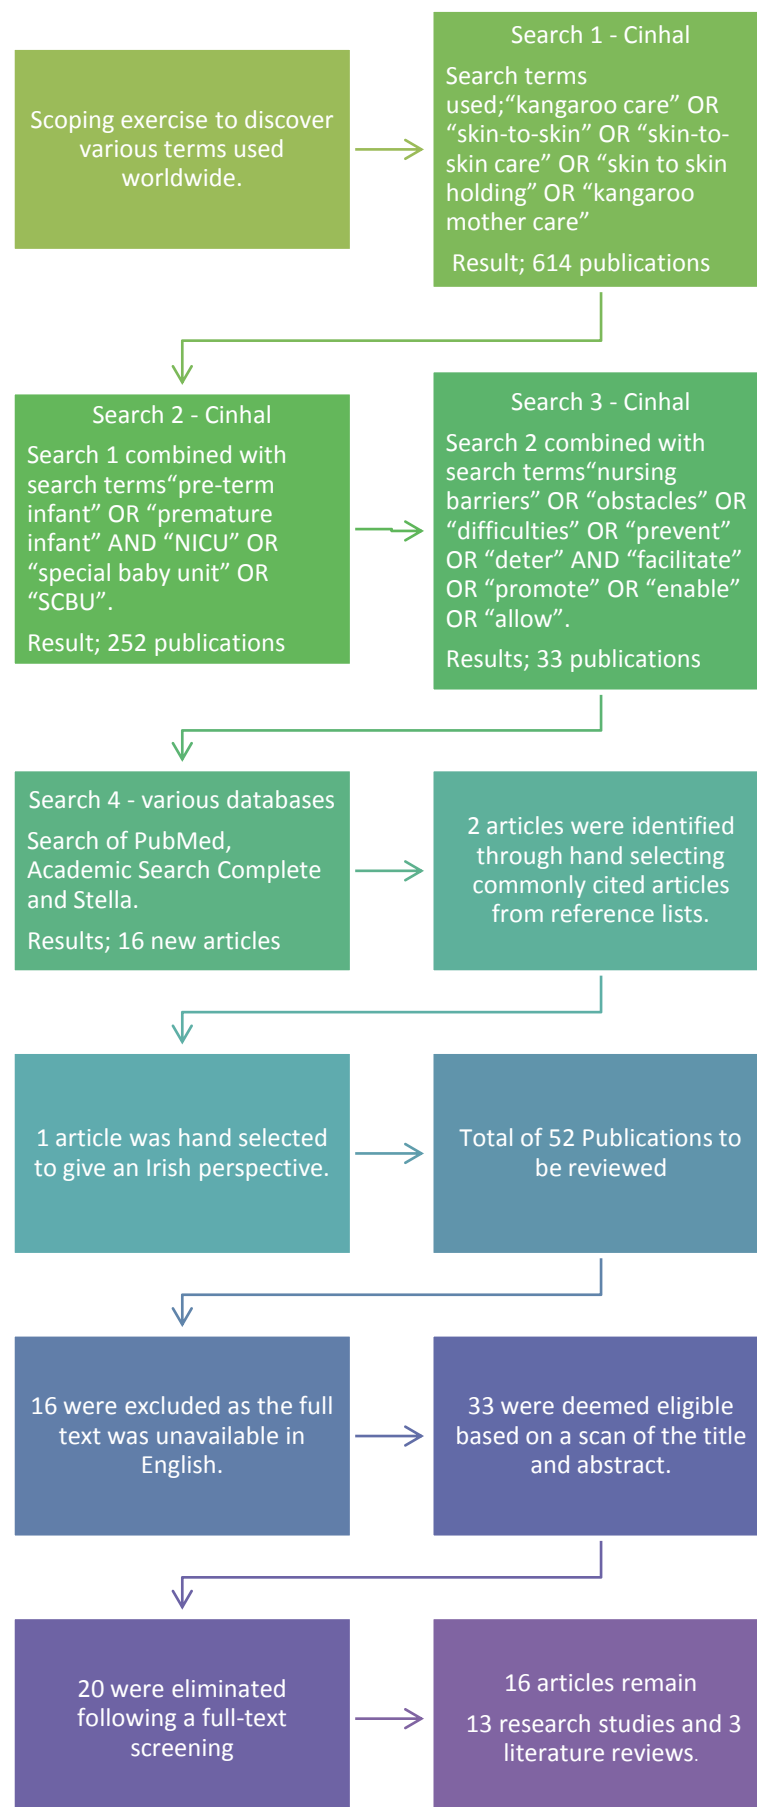 Scoping exercise to discover
various terms used
worldwide.
Search 1 - Cinhal
Search terms
used;“kangaroo care” OR
“skin-to-skin” OR “skin-to-
skin care” OR “skin to skin
holding” OR “kangaroo
mother care”
Result; 614 publications
Search 2 - Cinhal
Search 1 combined with
search terms“pre-term
infant” OR “premature
infant” AND “NICU” OR
“special baby unit” OR
“SCBU”.
Result; 252 publications
Search 3 - Cinhal
Search 2 combined with
search terms“nursing
barriers” OR “obstacles” OR
“difficulties” OR “prevent”
OR “deter” AND “facilitate”
OR “promote” OR “enable”
OR “allow”.
Results; 33 publications
Search 4 - various databases
Search of PubMed,
Academic Search Complete
and Stella.
Results; 16 new articles
2 articles were identified
through hand selecting
commonly cited articles
from reference lists.
1 article was hand selected
to give an Irish perspective.
Total of 52 Publications to
be reviewed
16 were excluded as the full
text was unavailable in
English.
33 were deemed eligible
based on a scan of the title
and abstract.
20 were eliminated
following a full-text
screening
16 articles remain
13 research studies and 3
literature reviews.